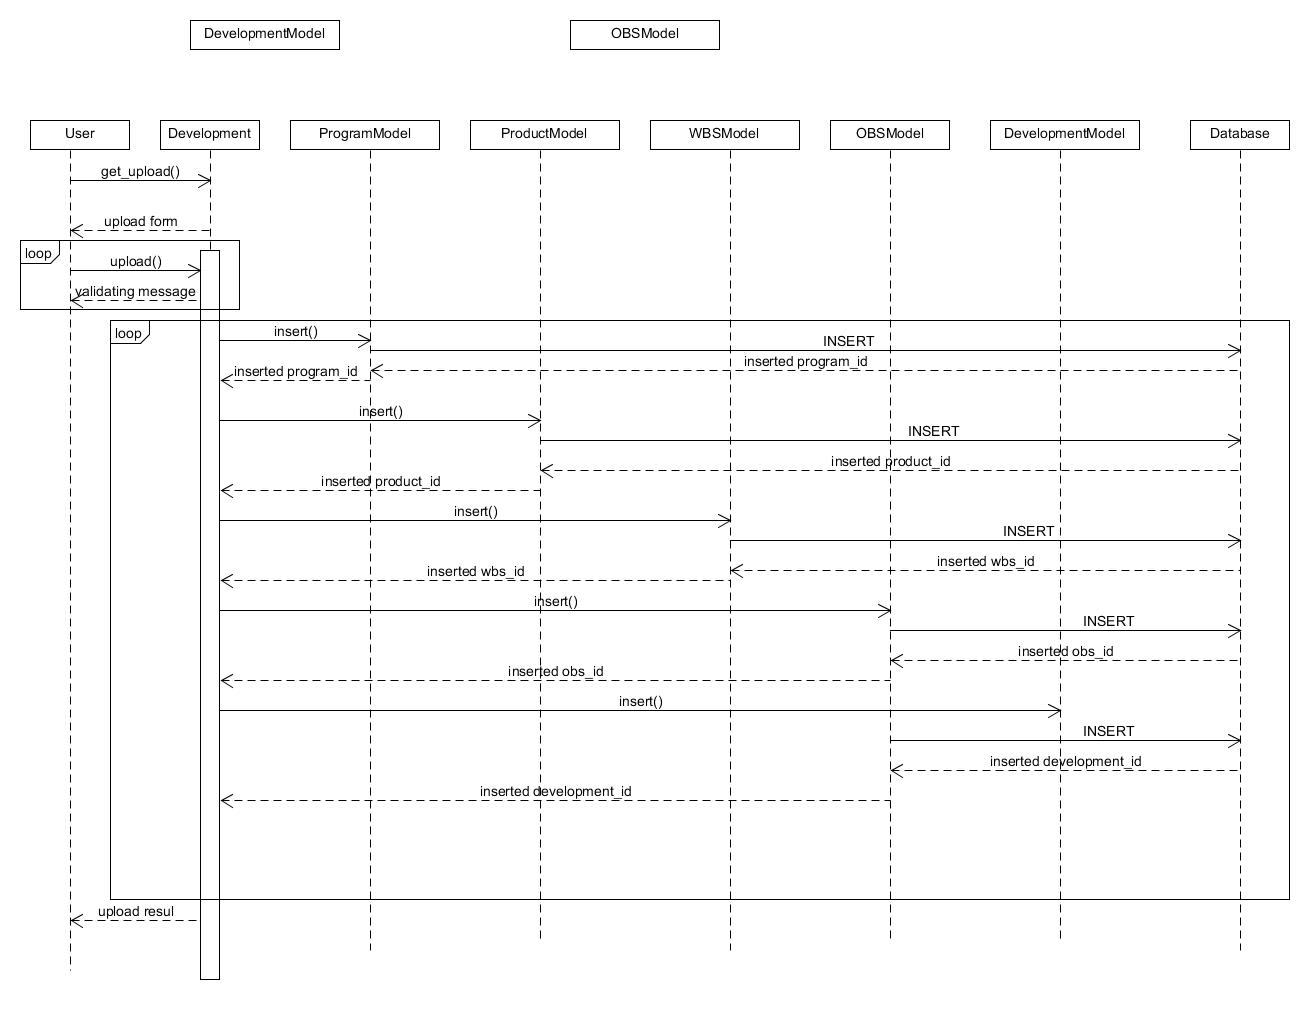 DevelopmentModel
OBSModel
User
Development
ProgramModel
ProductModel
WBSModel
OBSModel
DevelopmentModel
Database
get_upload()
upload form
loop
upload()
validating message
loop
insert()
INSERT
inserted program_id
inserted program_id
insert()
INSERT
inserted product_id
inserted product_id
insert()
INSERT
inserted wbs_id
inserted wbs_id
insert()
INSERT
inserted obs_id
inserted obs_id
insert()
INSERT
inserted development_id
inserted development_id
upload resul